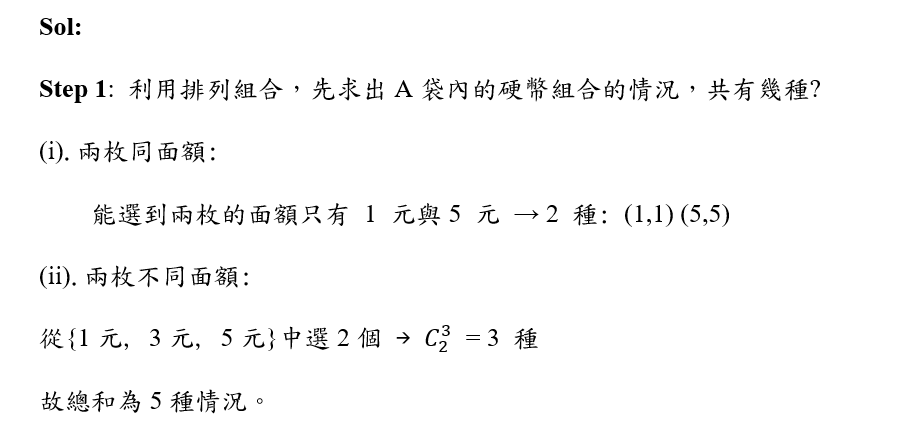 Sol:
Step 1: 利用排列組合，先求出 A 袋內的硬幣組合的情況，共有幾種?
(i). 兩枚同面額:
能選到兩枚的面額只有 1 元與 5 元 → 2 種: (1,1) (5,5)
(ii). 兩枚不同面額:
從{1 元, 3 元, 5 元}中選 2 個 → C₂³ = 3 種
故總和為 5 種情況。